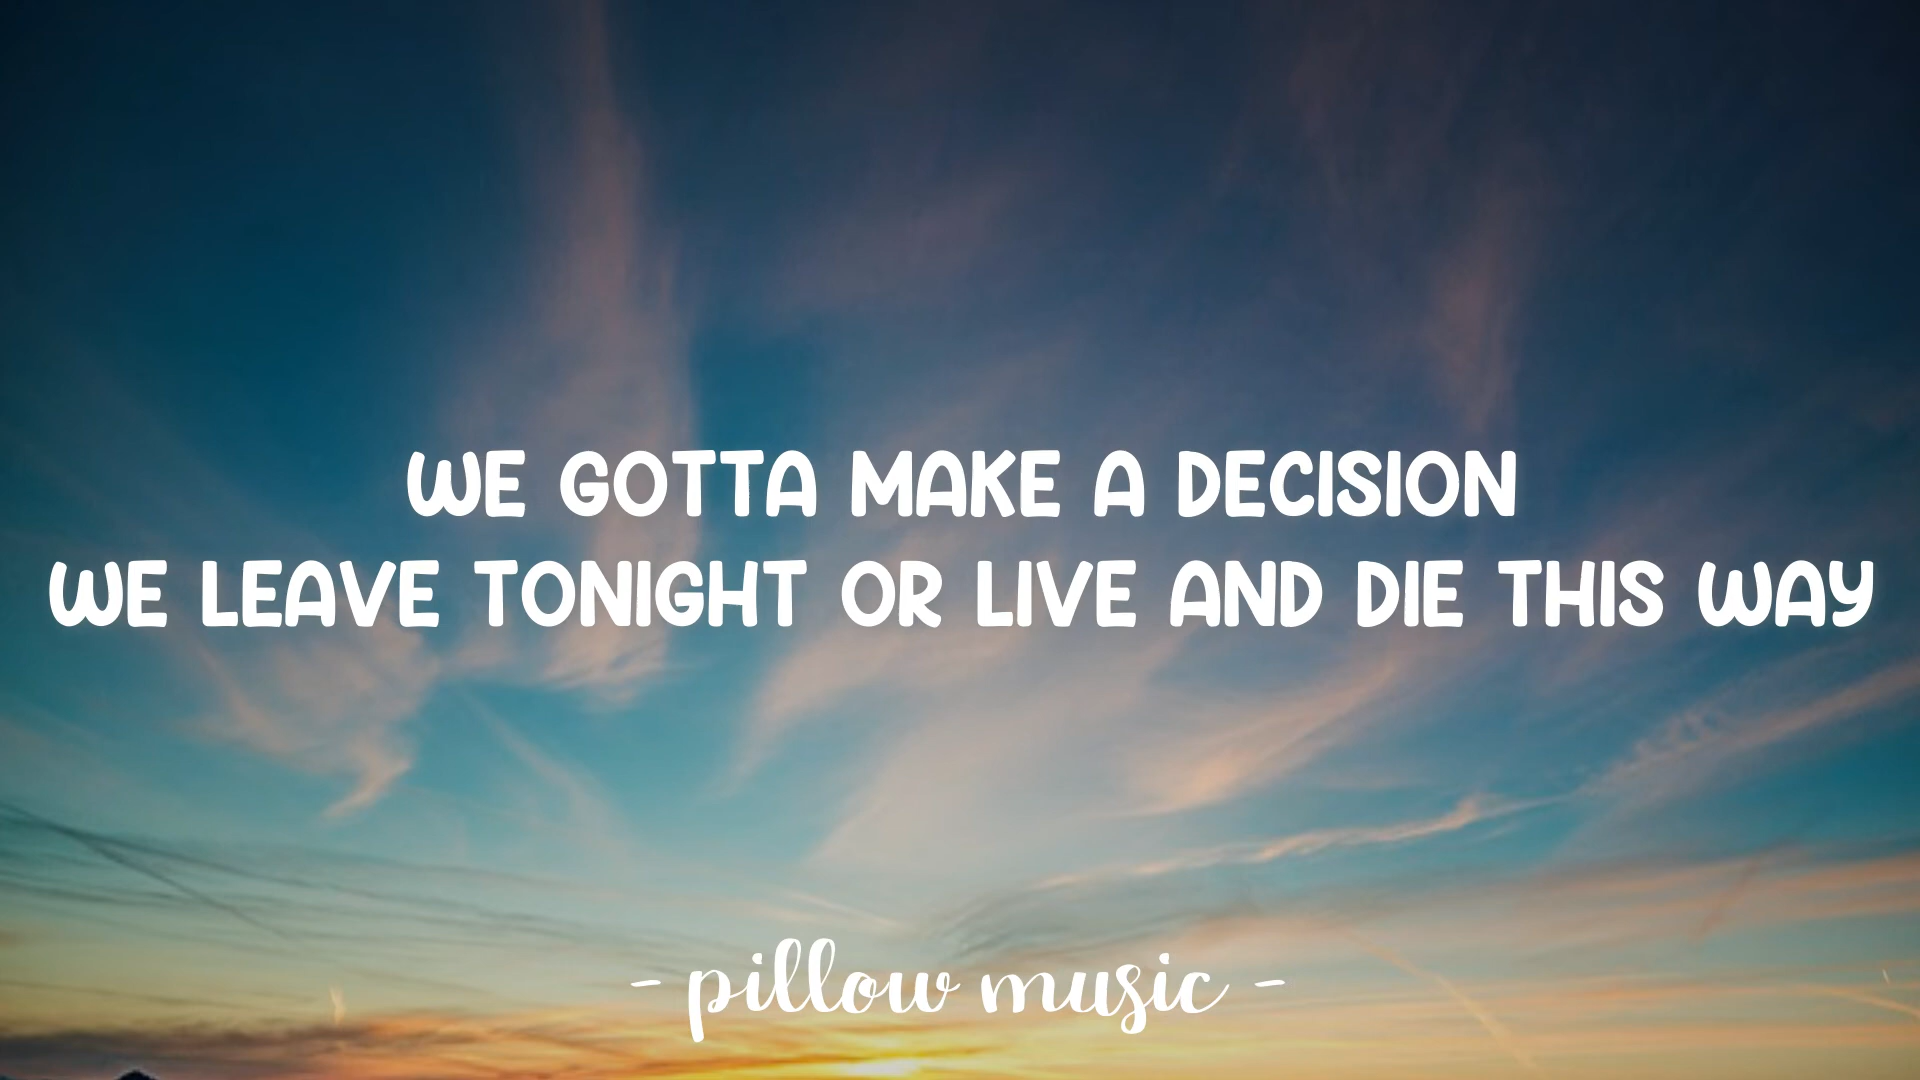 WE GOTTA MAKE A DECISION
WE LEAVE TONIGHT OR LIVE AND DIE THIS WAY
- pillow music -